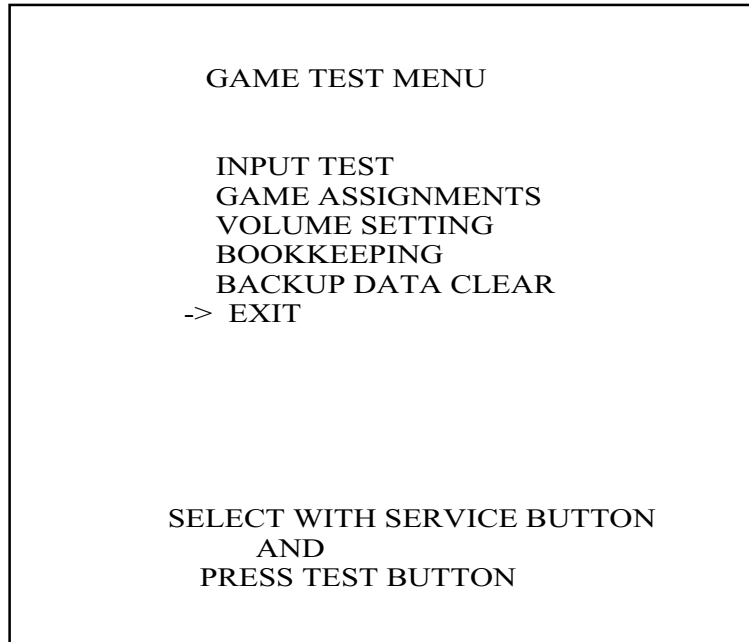 GAME TEST MENU
INPUT TEST
GAME ASSIGNMENTS
VOLUME SETTING
BOOKKEEPING
BACKUP DATA CLEAR
-> EXIT
SELECT WITH SERVICE BUTTON
AND
PRESS TEST BUTTON